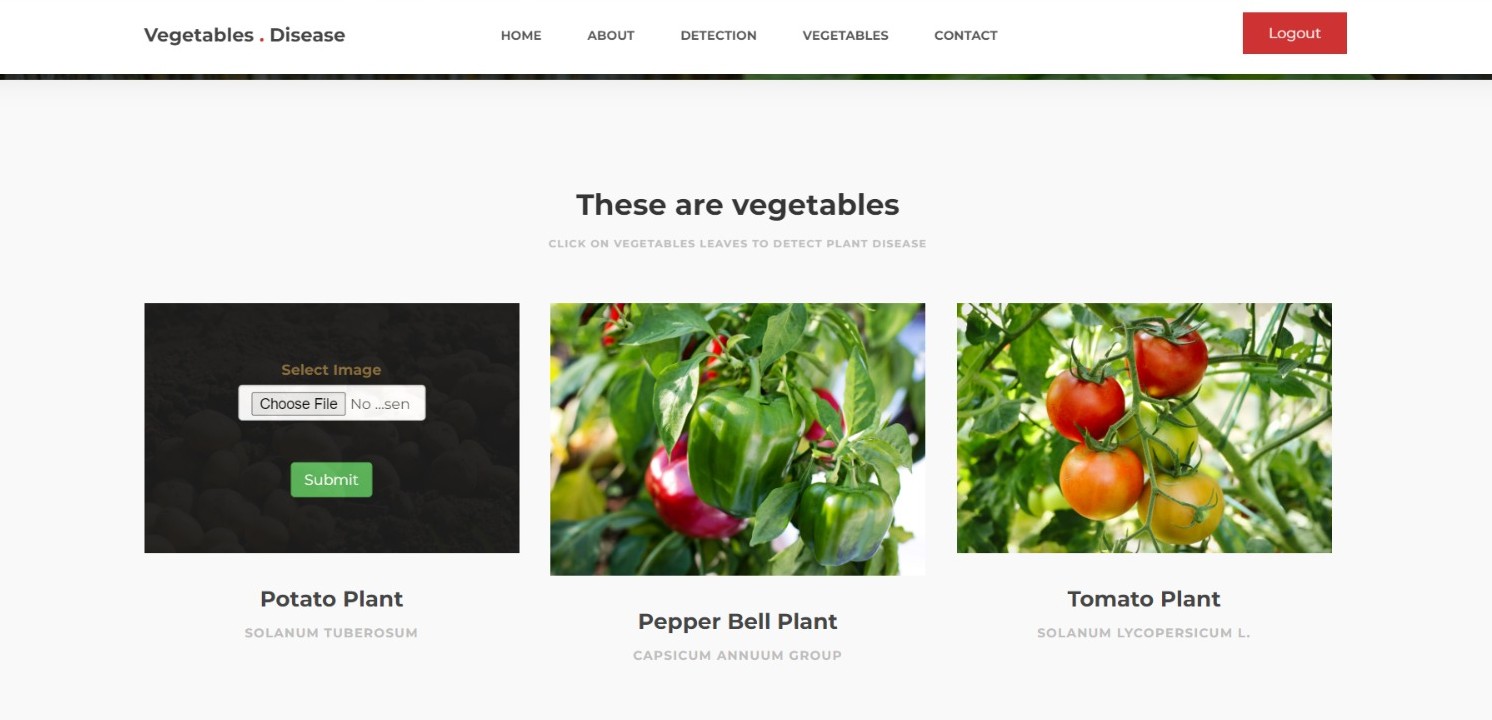 Vegetables . Disease
HOME ABOUT DETECTION VEGETABLES CONTACT
Logout
These are vegetables
CLICK ON VEGETABLES LEAVES TO DETECT PLANT DISEASE
Select Image
Choose File No ...sen
Submit
Potato Plant
SOLANUM TUBEROSUM
Pepper Bell Plant
CAPSICUM ANNUUM GROUP
Tomato Plant
SOLANUM LYCOPERSICUM L.